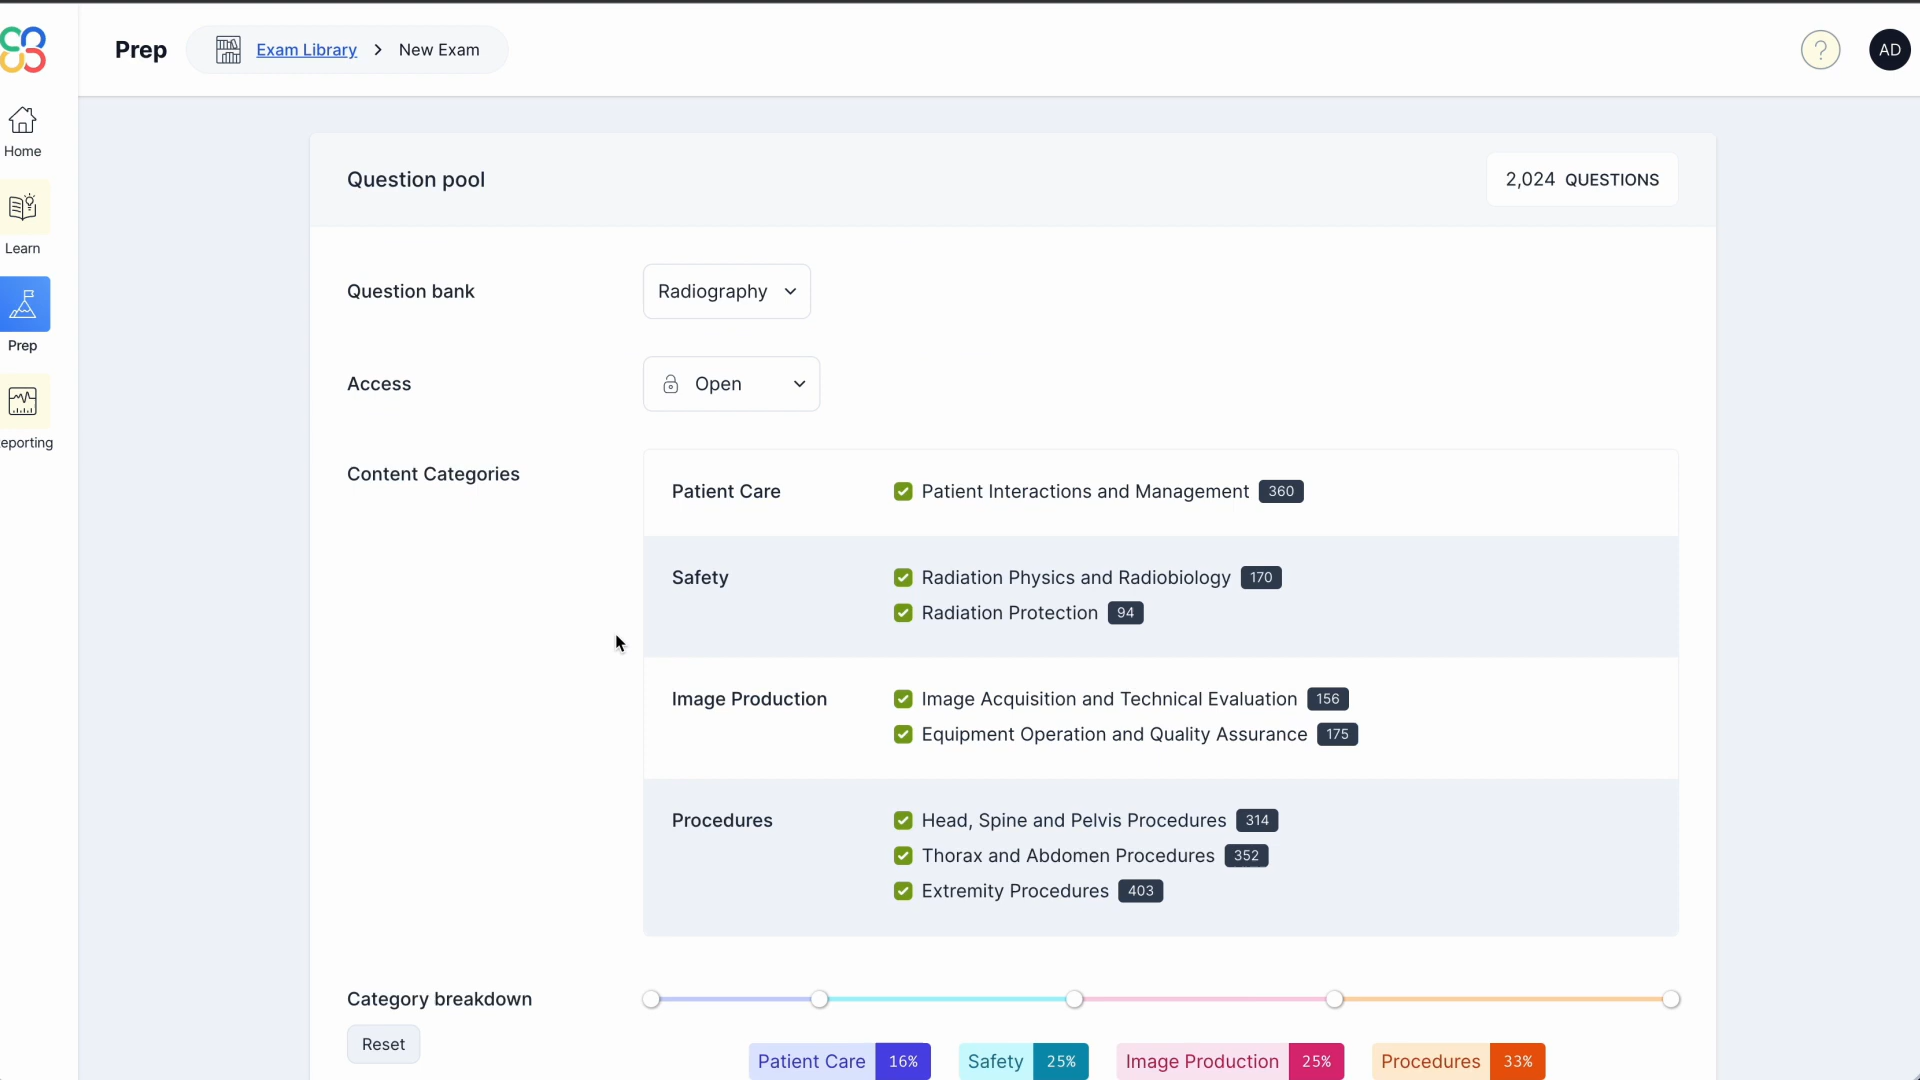 Prep
Exam Library > New Exam
?
AD
Home
Learn
Prep
eporting
Question pool
2,024 QUESTIONS
Question bank
Radiography
Access
Open
Content Categories
Patient Care
Patient Interactions and Management 360
Safety
Radiation Physics and Radiobiology 170
Radiation Protection 94
Image Production
Image Acquisition and Technical Evaluation 156
Equipment Operation and Quality Assurance 175
Procedures
Head, Spine and Pelvis Procedures 314
Thorax and Abdomen Procedures 352
Extremity Procedures 403
Category breakdown
Reset
Patient Care 16%
Safety 25%
Image Production 25%
Procedures 33%